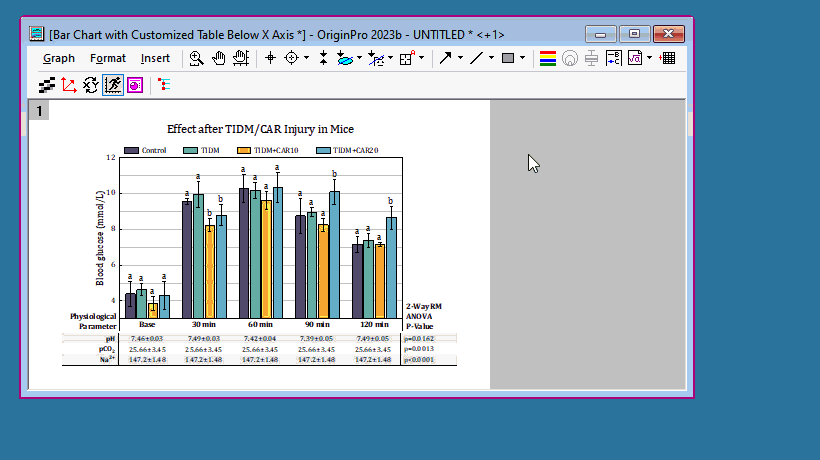 [Bar Chart with Customized Table Below X Axis *] - OriginPro 2023b - UNTITLED * <+1>
Graph Format Insert
1
Effect after TIDM/CAR Injury in Mice
Control TIDM TIDM+CAR10 TIDM+CAR20
Blood glucose (mmol/L)
12
10
8
6
4
a a a a
a a b b
a a a a
a a a b
a a a b
Physiological Parameter
Base 30 min 60 min 90 min 120 min
2-Way RM
ANOVA
P-Value
pH 7.46±0.03 7.49±0.03 7.42±0.04 7.39±0.05 7.49±0.05 p=0.0162
pCO2 25.66±3.45 25.66±3.45 25.66±3.45 25.66±3.45 25.66±3.45 p=0.0013
Na2+ 147.2±1.48 147.2±1.48 147.2±1.48 147.2±1.48 147.2±1.48 p<0.0001